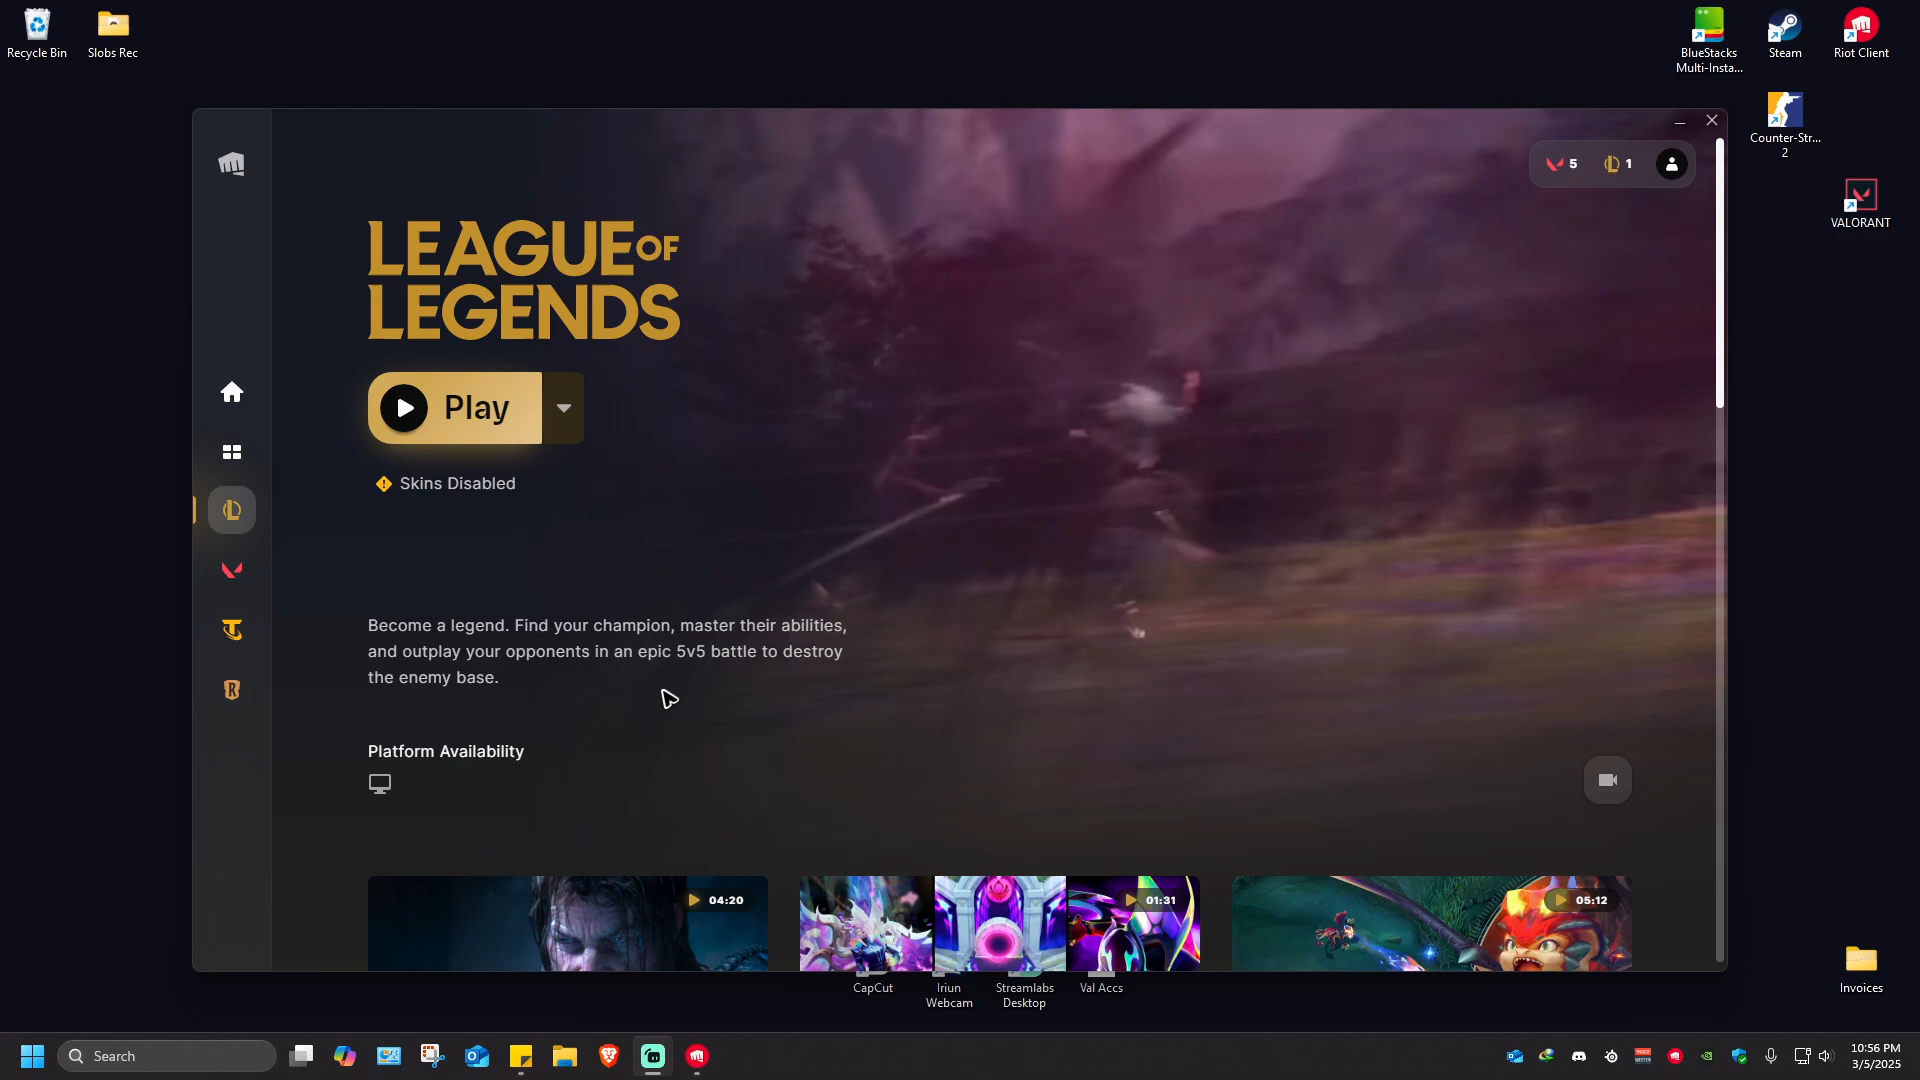 Recycle Bin
Slobs Rec
BlueStacks
Multi-Insta...
Steam
Riot Client
Counter-Str...
2
VALORANT
5
1
LEAGUE OF
LEGENDS
Play
Skins Disabled
Become a legend. Find your champion, master their abilities,
and outplay your opponents in an epic 5v5 battle to destroy
the enemy base.
Platform Availability
04:20
01:31
05:12
CapCut
Iriun
Webcam
Streamlabs
Desktop
Val Accs
Invoices
Search
10:56 PM
3/5/2025